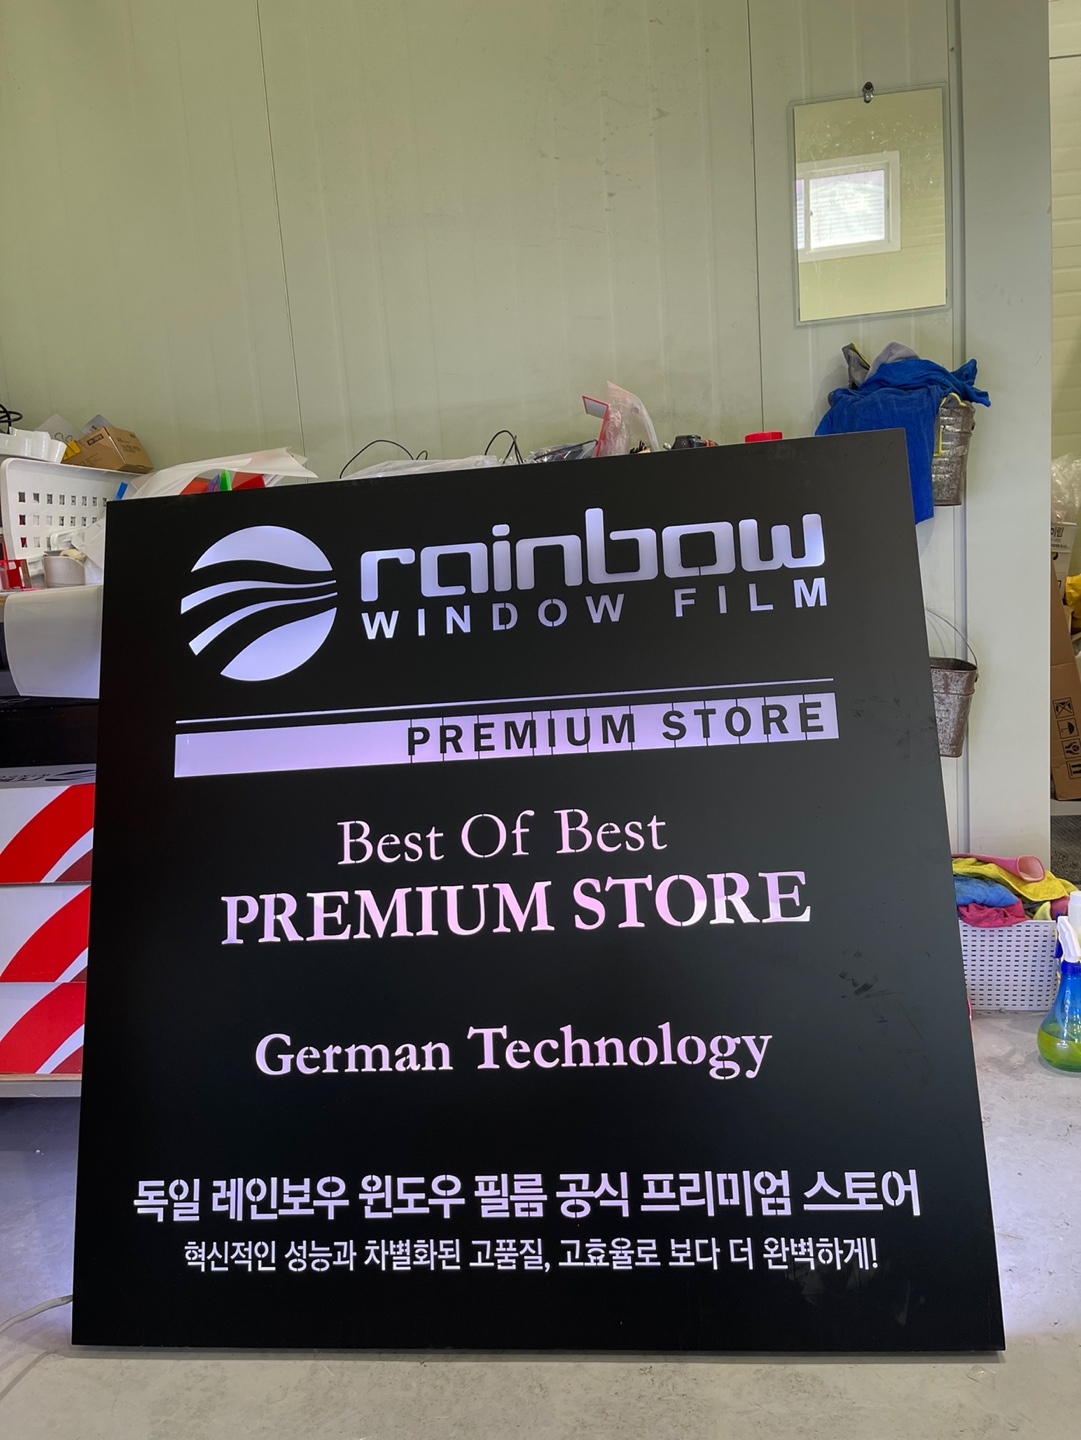 rainbow
WINDOW FILM
PREMIUM STORE
Best Of Best
PREMIUM STORE
German Technology
독일 레인보우 윈도우 필름 공식 프리미엄 스토어
혁신적인 성능과 차별화된 고품질, 고효율로 보다 더 완벽하게!